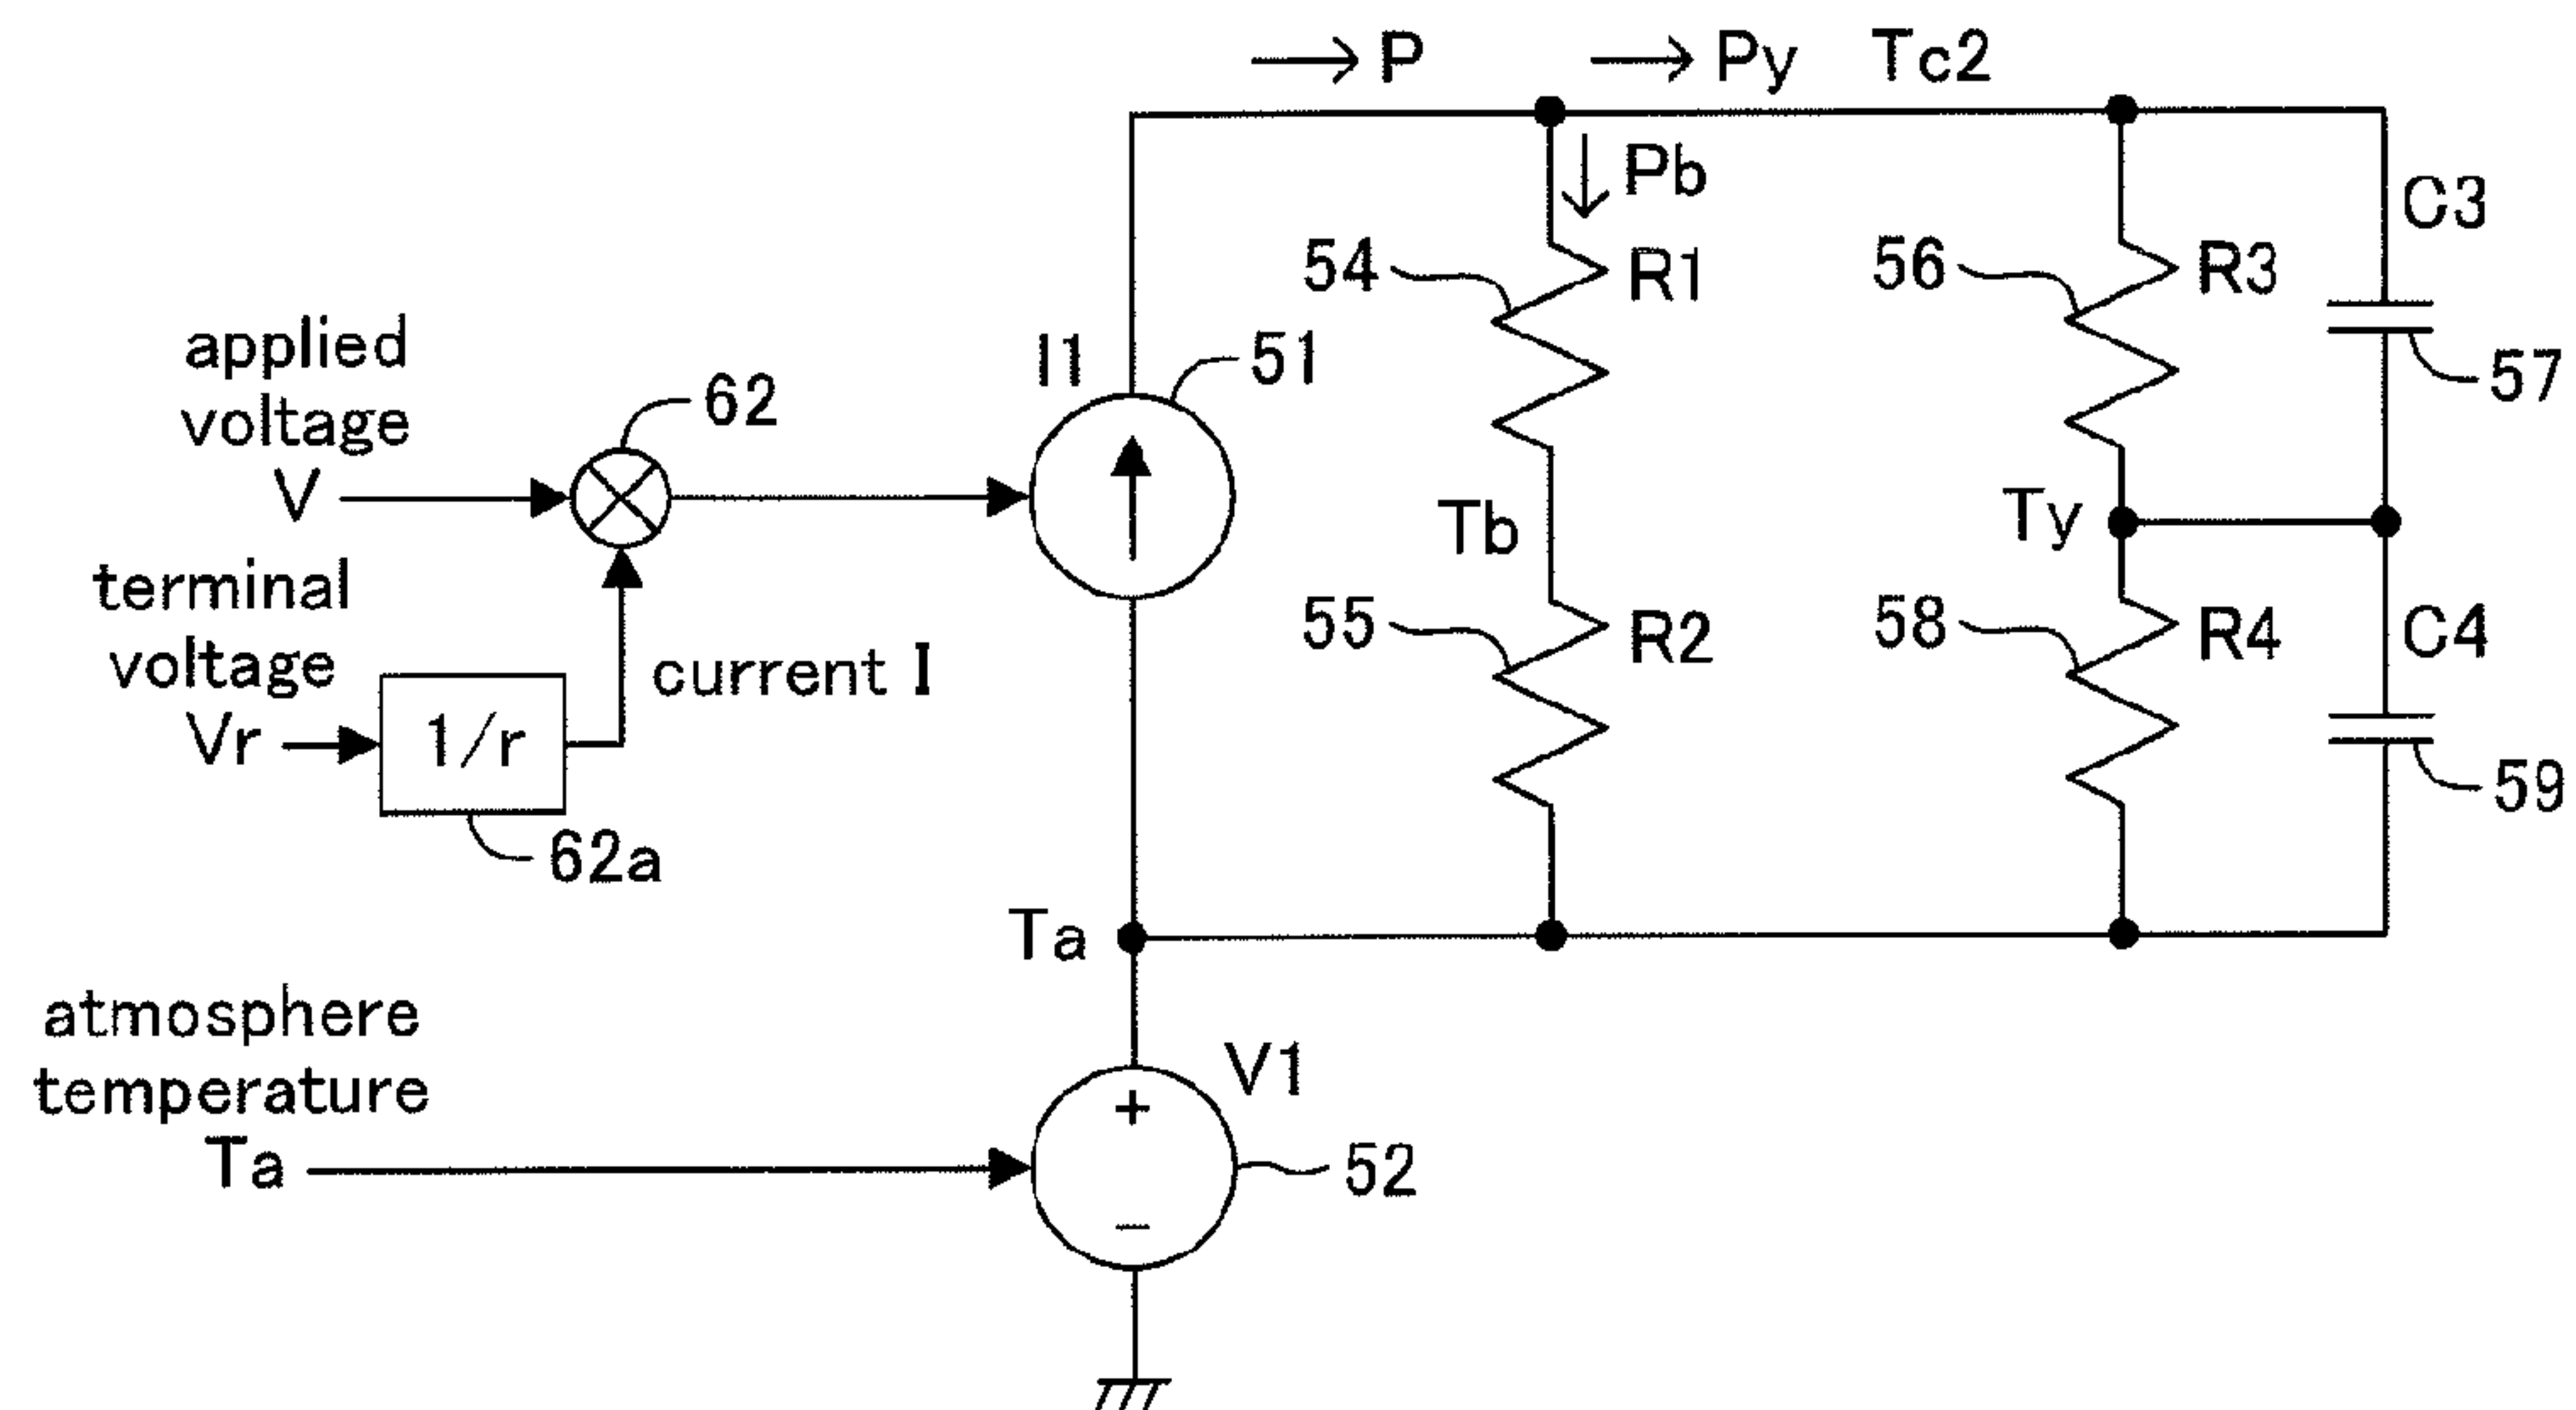 P
Py
Tc2
Pb
C3
54
R1
56
R3
applied
voltage
V
62
I1
51
57
terminal
voltage
Vr
1/r
current I
62a
Tb
Ty
55
R2
58
R4
C4
59
Ta
atmosphere
temperature
Ta
V1
+
−
52